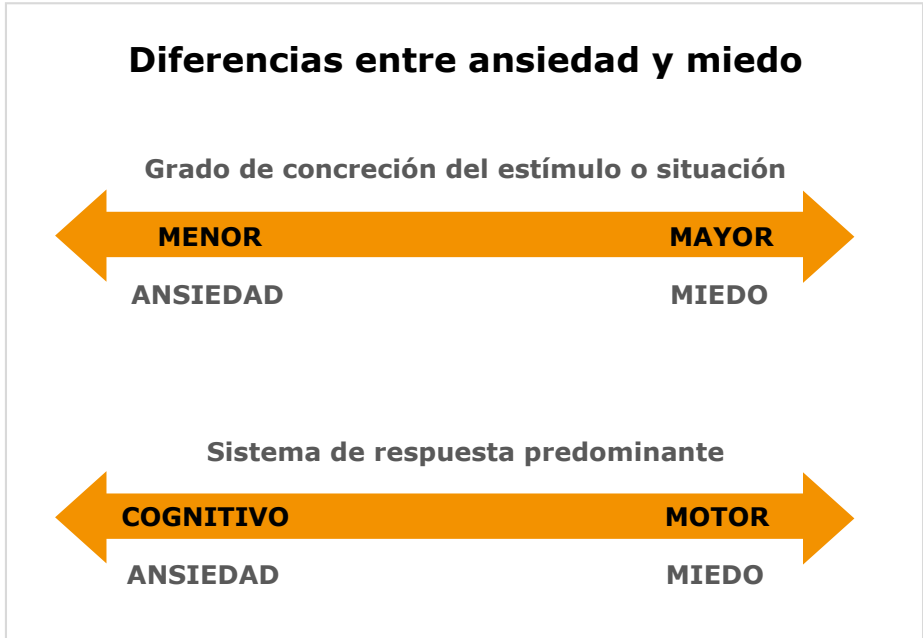 Diferencias entre ansiedad y miedo
Grado de concreción del estímulo o situación
MENOR MAYOR
ANSIEDAD MIEDO
Sistema de respuesta predominante
COGNITIVO MOTOR
ANSIEDAD MIEDO